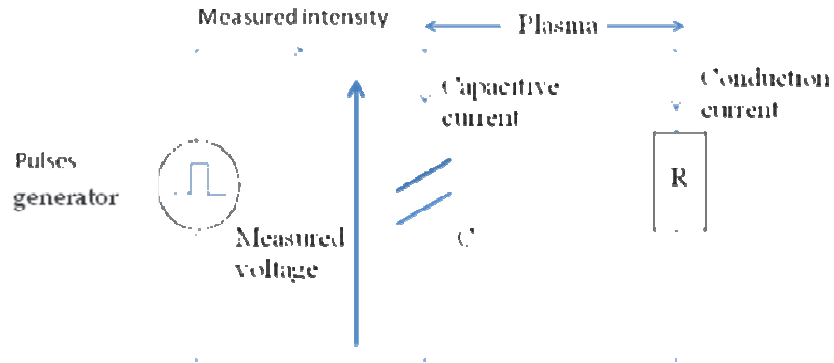 Measured intensity
Plasma
Capacitive
current
Conduction
current
Pulses
generator
R
Measured
voltage
C